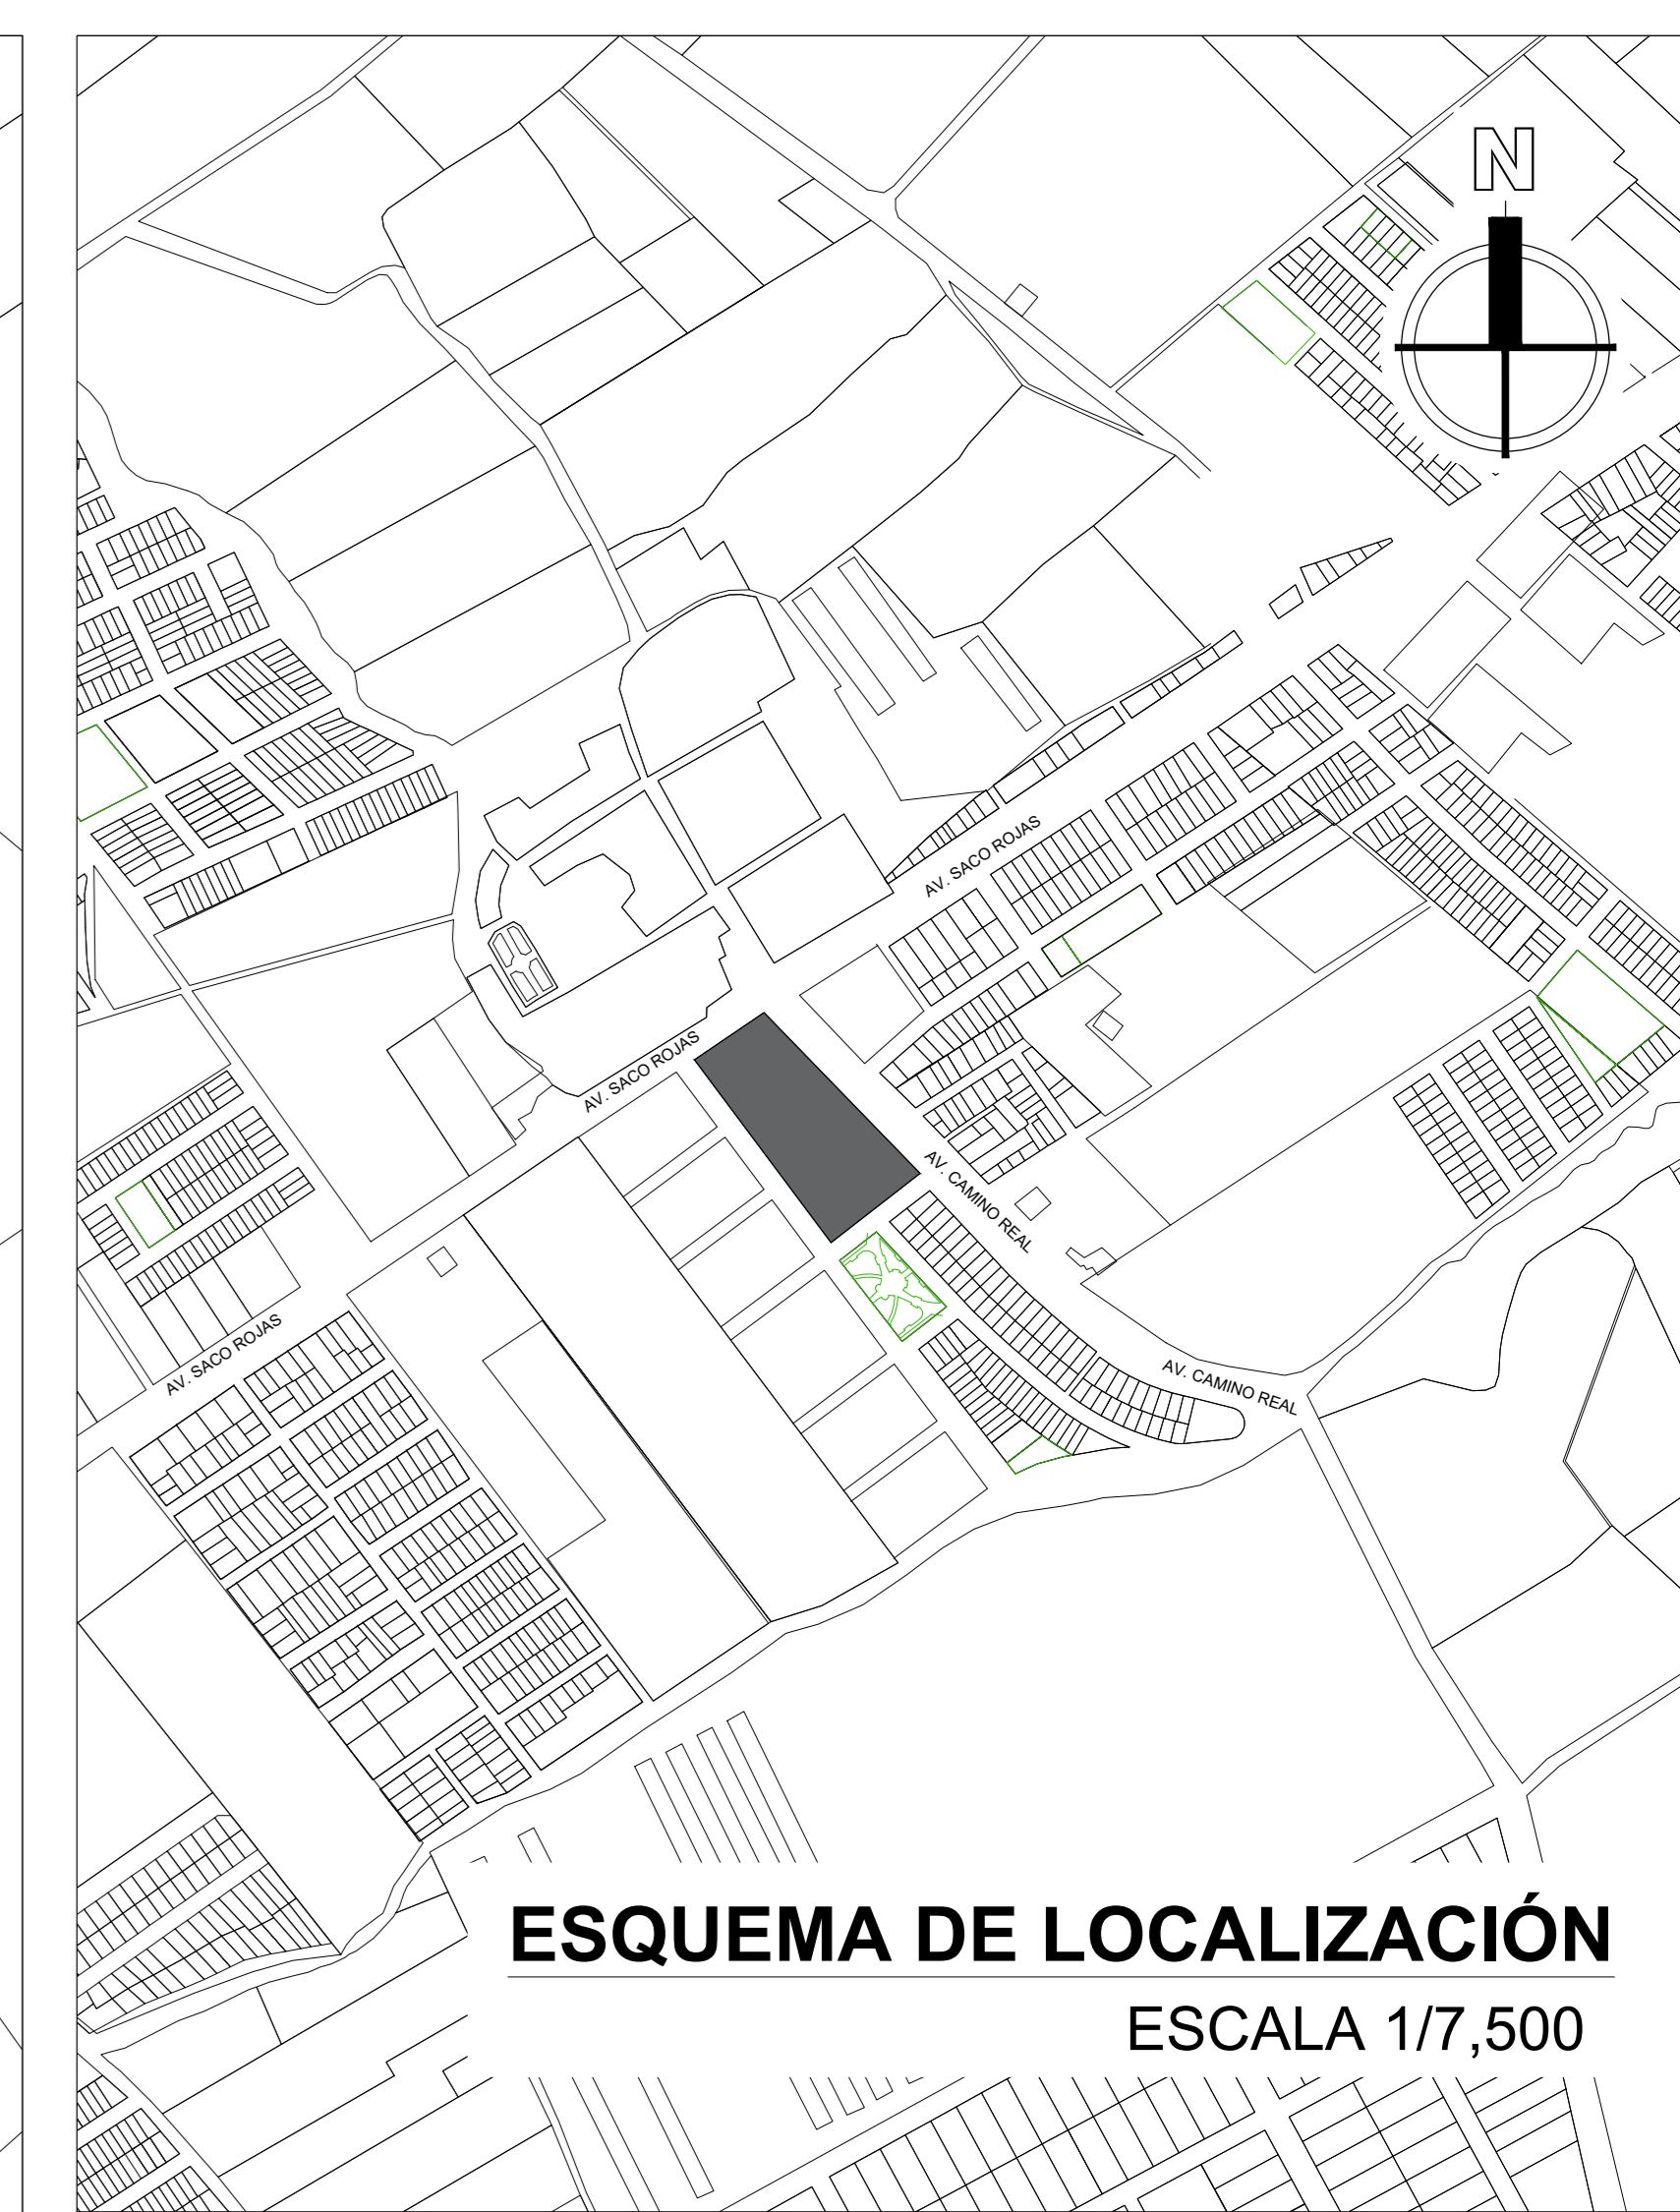 N
AV. SACO ROJAS
AV. SACO ROJAS
AV. CAMINO REAL
AV. SACO ROJAS
AV. CAMINO REAL
ESQUEMA DE LOCALIZACIÓN
ESCALA 1/7,500